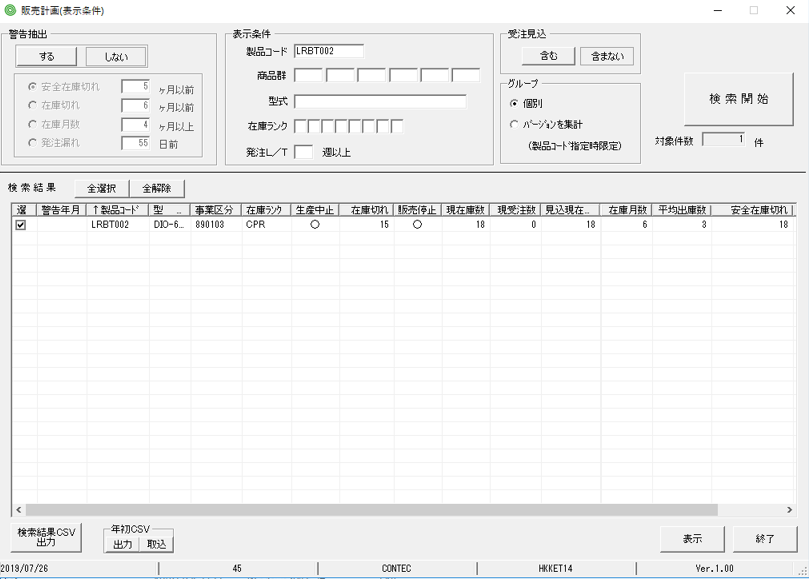 販売計画(表示条件)
警告抽出
する
しない
安全在庫切れ 5 ヶ月以前
在庫切れ 6 ヶ月以前
在庫月数 4 ヶ月以上
発注漏れ 55 日前
表示条件
製品コード LRBT002
商品群
型式
在庫ランク
発注L/T 週以上
受注見込
含む
含まない
グループ
個別
バージョンを集計
(製品コード指定時限定)
検索開始
対象件数 1 件
検索結果
全選択
全解除
選 警告年月 ↑製品コード 型 .. 事業区分 在庫ランク 生産中止 在庫切れ 販売停止 現在庫数 現受注数 見込現在.. 在庫月数 平均出庫数 安全在庫切れ
LRBT002 DIO-6... 890103 CPR ○ 15 ○ 18 0 18 6 3 18
検索結果CSV
出力
年初CSV
出力
取込
表示
終了
2019/07/26 45 CONTEC HKKET14 Ver.1.00